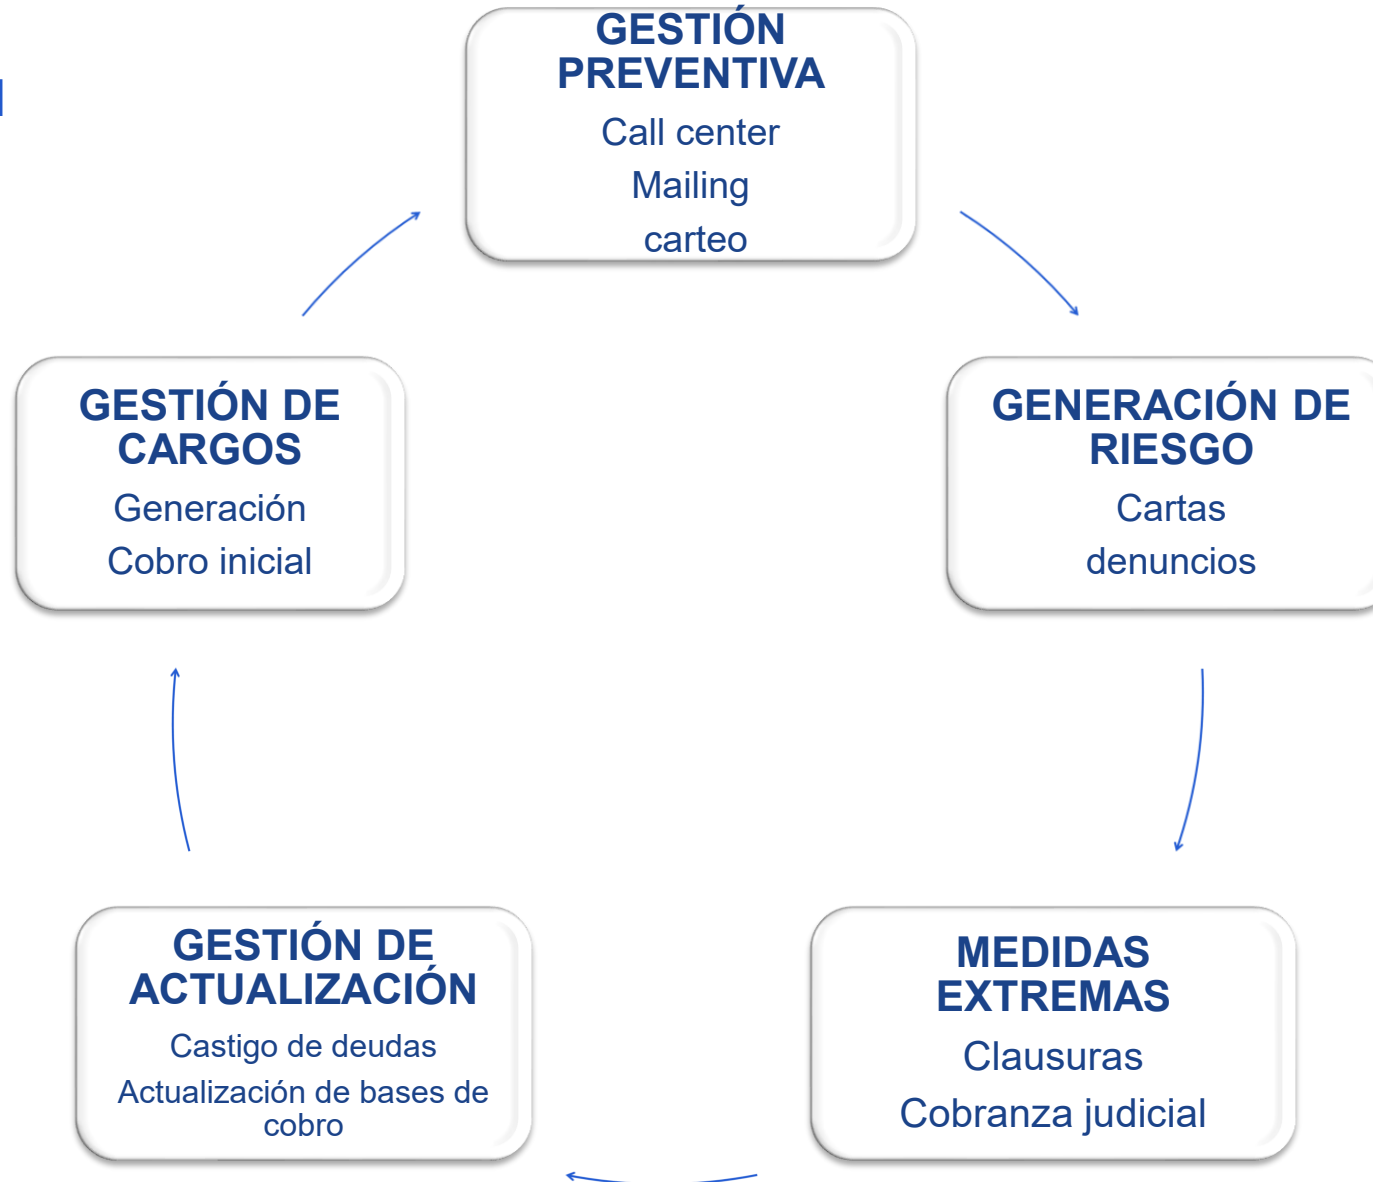 GESTIÓN
PREVENTIVA
Call center
Mailing
carteo
GESTIÓN DE
CARGOS
Generación
Cobro inicial
GENERACIÓN DE
RIESGO
Cartas
denuncios
GESTIÓN DE
ACTUALIZACIÓN
Castigo de deudas
Actualización de bases de
cobro
MEDIDAS
EXTREMAS
Clausuras
Cobranza judicial